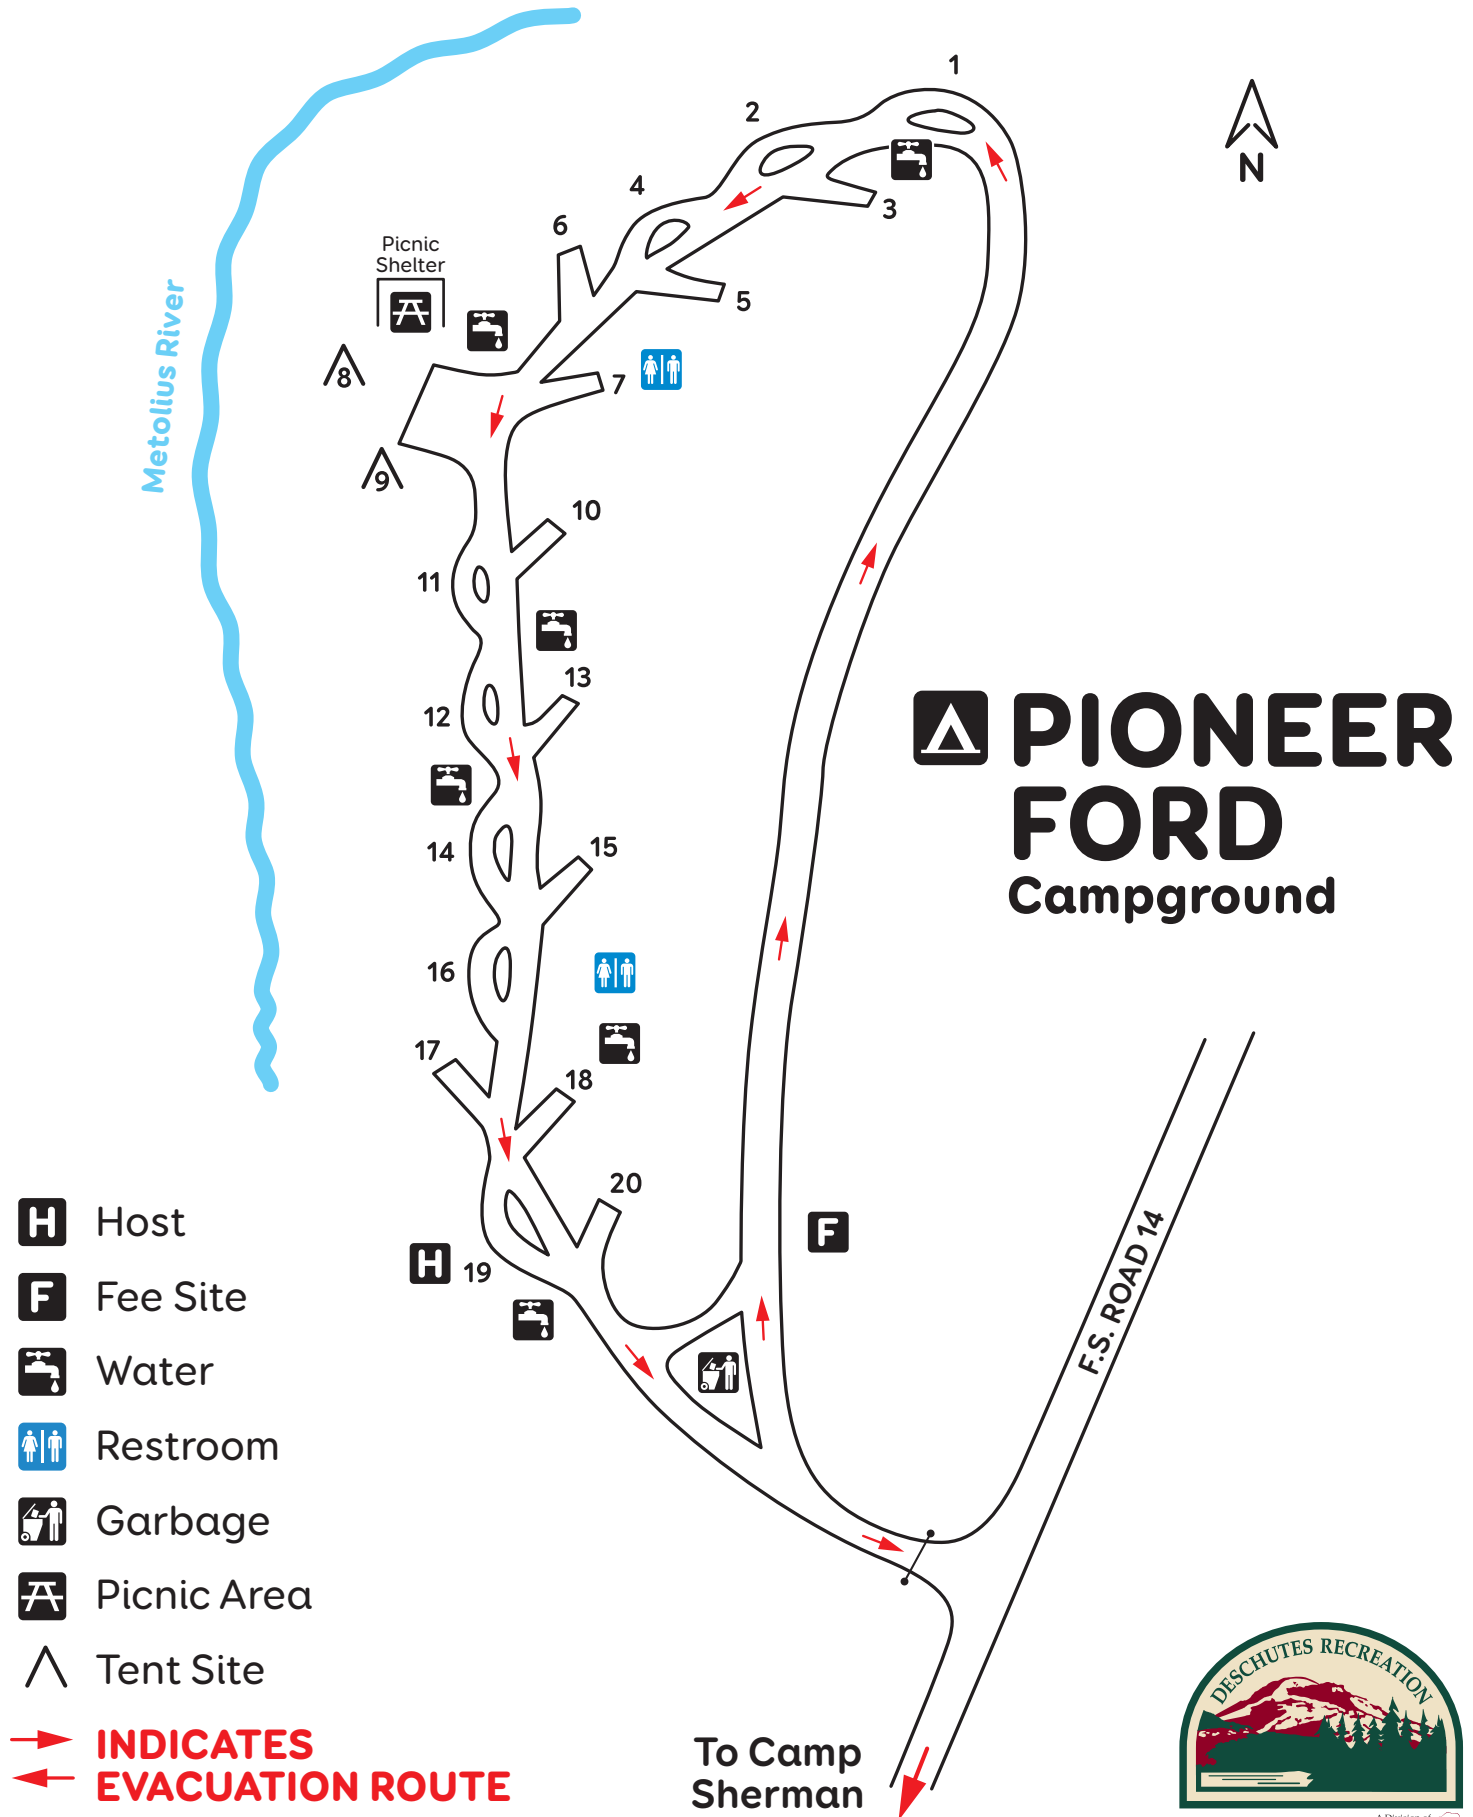 1
2
N
4
3
6
Picnic
Shelter
5
Metolius River
8
7
9
10
11
13
12
PIONEER
FORD
Campground
14
15
16
17
18
20
H
Host
F
F.S. ROAD 14
H
19
F
Fee Site
Water
Restroom
Garbage
Picnic Area
Tent Site
INDICATES
EVACUATION ROUTE
To Camp
Sherman
DESCHUTES RECREATION
A Division of